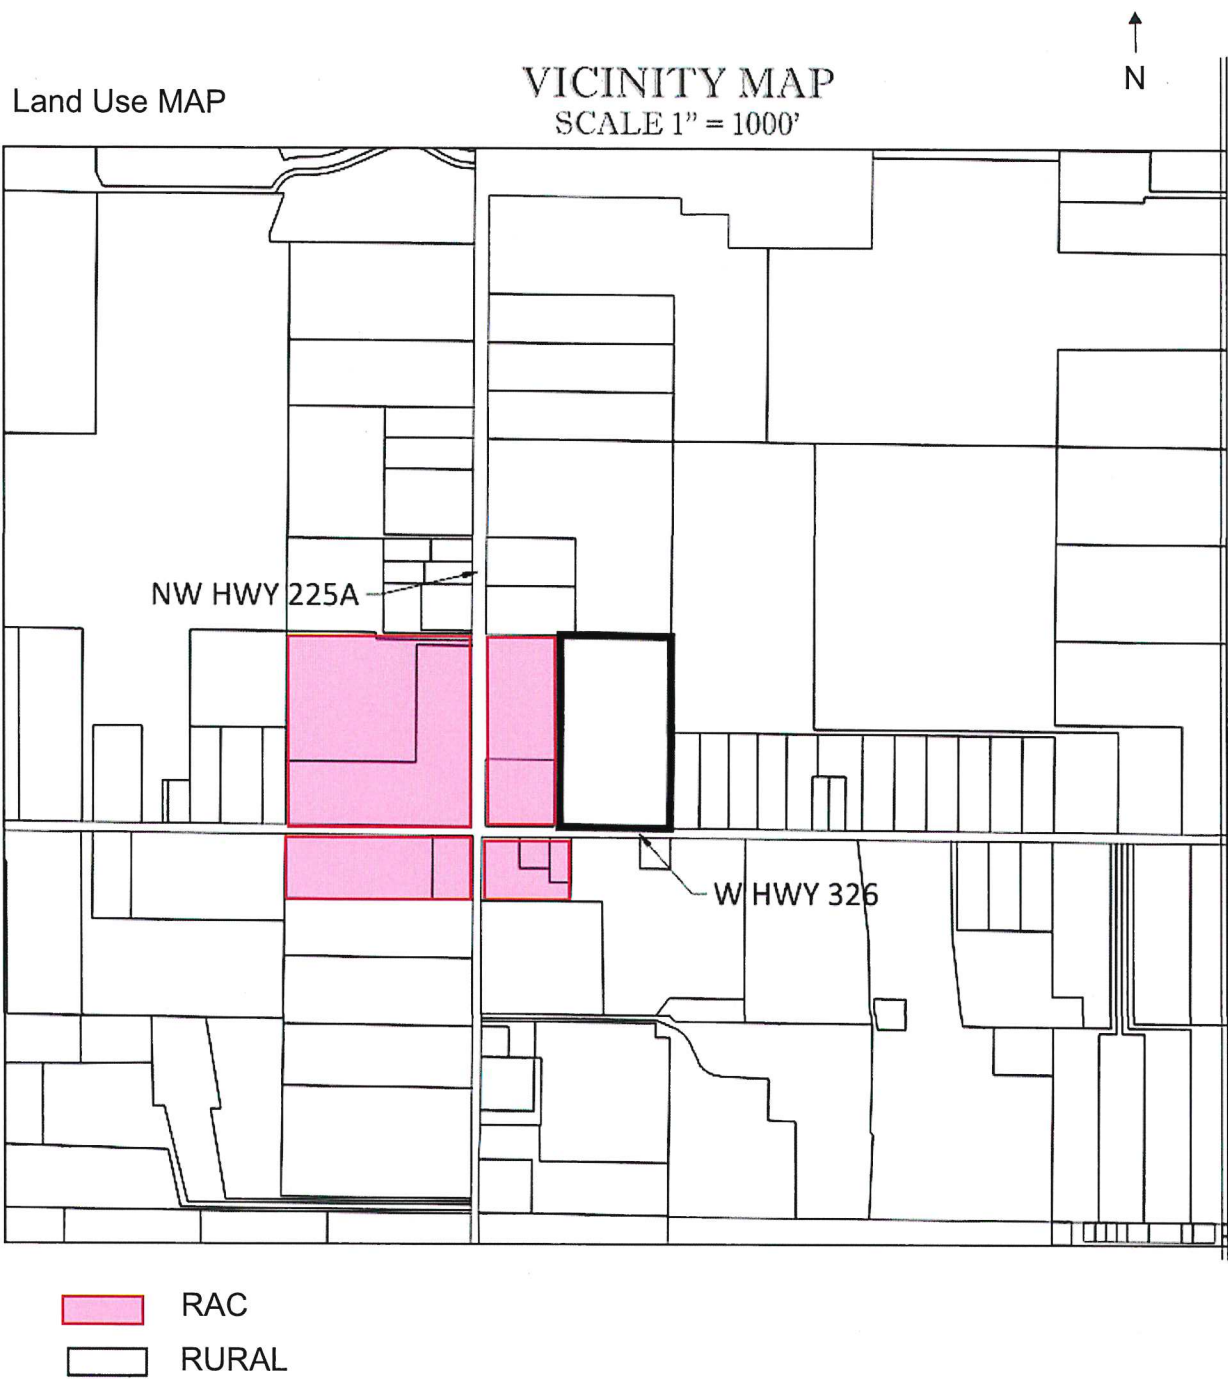 N
Land Use MAP
VICINITY MAP
SCALE 1" = 1000'
NW HWY 225A
W HWY 326
RAC
RURAL